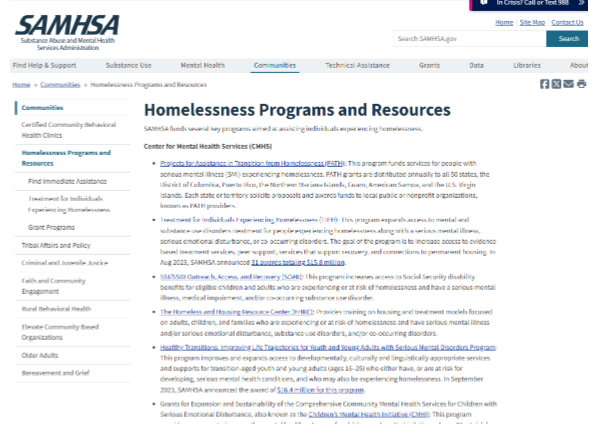 In Crisis? Call or Text 988
SAMHSA
Substance Abuse and Mental Health
Services Administration
Home | Site Map | Contact Us
Search SAMHSA.gov
Search
Find Help & Support
Substance Use
Mental Health
Communities
Technical Assistance
Grants
Data
Libraries
About
Home » Communities » Homelessness Programs and Resources
Communities
Certified Community Behavioral
Health Clinics
Homelessness Programs and
Resources
Find Immediate Assistance
Treatment for Individuals
Experiencing Homelessness
Grant Programs
Tribal Affairs and Policy
Criminal and Juvenile Justice
Faith and Community
Engagement
Rural Behavioral Health
Elevate Community Based
Organizations
Older Adults
Bereavement and Grief
Homelessness Programs and Resources
SAMHSA funds several key programs aimed at assisting individuals experiencing homelessness.
Center for Mental Health Services (CMHS)
• Projects for Assistance in Transition from Homelessness (PATH): This program funds services for people with
serious mental illness (SMI) experiencing homelessness. PATH grants are distributed annually to all 50 states, the
District of Columbia, Puerto Rico, the Northern Mariana Islands, Guam, American Samoa, and the U.S. Virgin
Islands. Each state or territory solicits proposals and awards funds to local public or nonprofit organizations,
known as PATH providers.
• Treatment for Individuals Experiencing Homelessness (TIEH): This program expands access to mental and
substance use disorders treatment for people experiencing homelessness along with a serious mental illness,
serious emotional disturbance, or co-occurring disorders. The goal of the program is to increase access to evidence
based treatment services, peer support, services that support recovery, and connections to permanent housing. In
Aug 2023, SAMHSA announced 31 awards totaling $15.8 million.
• SSI/SSDI Outreach, Access, and Recovery (SOAR): This program increases access to Social Security disability
benefits for eligible children and adults who are experiencing or at risk of homelessness and have a serious mental
illness, medical impairment, and/or co-occurring substance use disorder.
• The Homeless and Housing Resource Center (HHRC): Provides training on housing and treatment models focused
on adults, children, and families who are experiencing or at risk of homelessness and have serious mental illness
and/or serious emotional disturbance, substance use disorders, and/or co-occurring disorders.
• Healthy Transitions: Improving Life Trajectories for Youth and Young Adults with Serious Mental Disorders Program:
This program improves and expands access to developmentally, culturally and linguistically appropriate services
and supports for transition-aged youth and young adults (ages 16-25) who either have, or are at risk for
developing, serious mental health conditions, and who may also be experiencing homelessness. In September
2023, SAMHSA announced the award of $16.4 million for this program.
• Grants for Expansion and Sustainability of the Comprehensive Community Mental Health Services for Children with
Serious Emotional Disturbance, also known as the Children's Mental Health Initiative (CMHI): This program